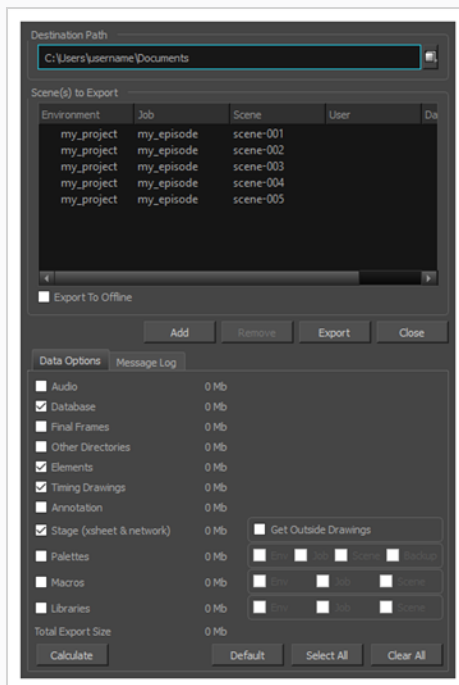 Destination Path
C:\Users\username\Documents
Scene(s) to Export
Environment Job Scene User Da
my_project my_episode scene-001
my_project my_episode scene-002
my_project my_episode scene-003
my_project my_episode scene-004
my_project my_episode scene-005
Export To Offline
Add Remove Export Close
Data Options Message Log
Audio 0 Mb
Database 0 Mb
Final Frames 0 Mb
Other Directories 0 Mb
Elements 0 Mb
Timing Drawings 0 Mb
Annotation 0 Mb
Stage (xsheet & network) 0 Mb Get Outside Drawings
Palettes 0 Mb Env Job Scene Backup
Macros 0 Mb Env Job Scene
Libraries 0 Mb Env Job Scene
Total Export Size 0 Mb
Calculate Default Select All Clear All